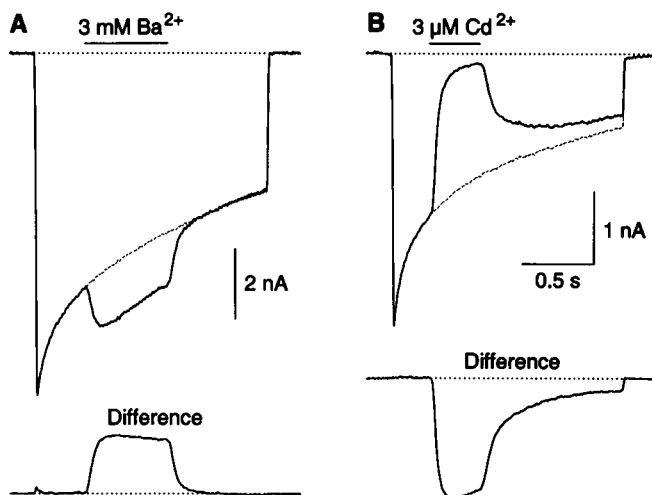 A
3 mM Ba²⁺
2 nA
Difference
B
3 µM Cd²⁺
1 nA
0.5 s
Difference